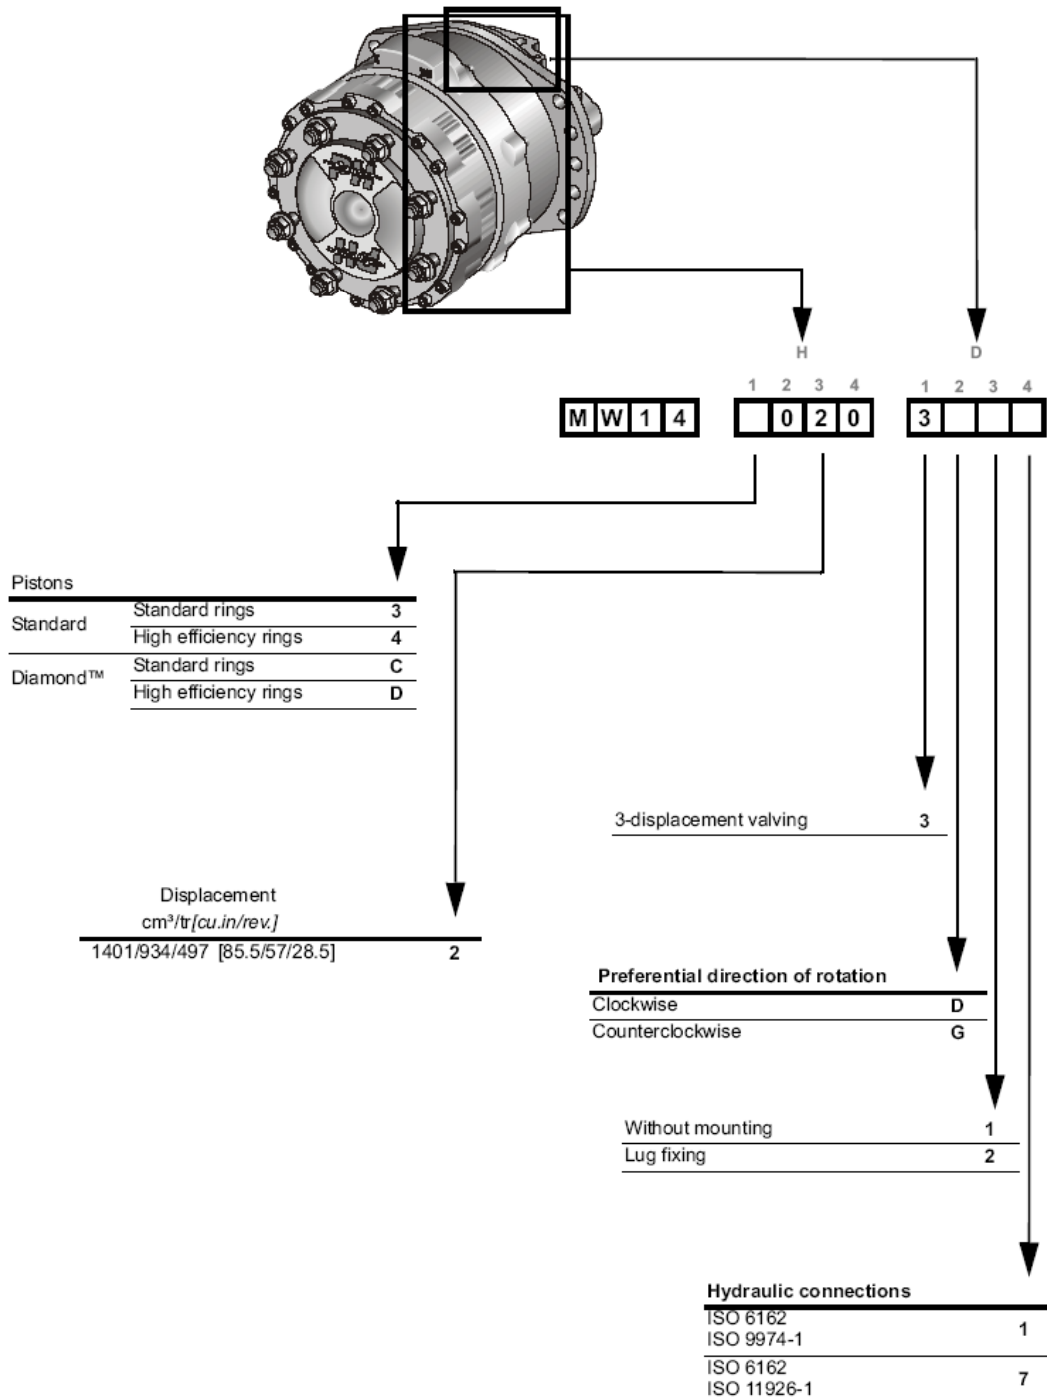 H D
1 2 3 4 1 2 3 4
M W 1 4 0 2 0 3
Pistons
Standard Standard rings 3
High efficiency rings 4
Diamond™ Standard rings C
High efficiency rings D
3-displacement valving 3
Displacement
cm³/tr[cu.in/rev.]
1401/934/497 [85.5/57/28.5] 2
Preferential direction of rotation
Clockwise D
Counterclockwise G
Without mounting 1
Lug fixing 2
Hydraulic connections
ISO 6162
ISO 9974-1 1
ISO 6162
ISO 11926-1 7